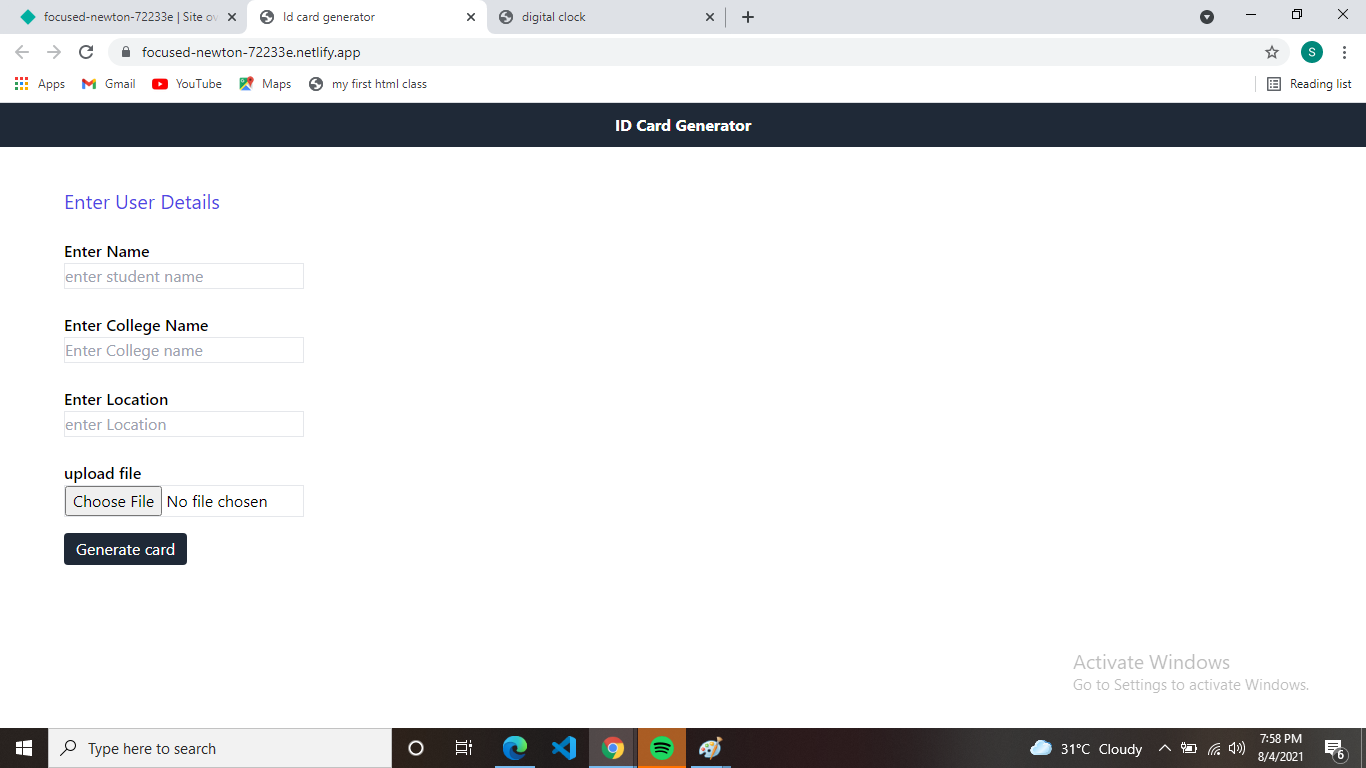 focused-newton-72233e | Site ov
Id card generator
digital clock
focused-newton-72233e.netlify.app
S
Apps
Gmail
YouTube
Maps
my first html class
Reading list
ID Card Generator
Enter User Details
Enter Name
enter student name
Enter College Name
Enter College name
Enter Location
enter Location
upload file
Choose File No file chosen
Generate card
Activate Windows
Go to Settings to activate Windows.
Type here to search
31°C Cloudy
7:58 PM
8/4/2021
6